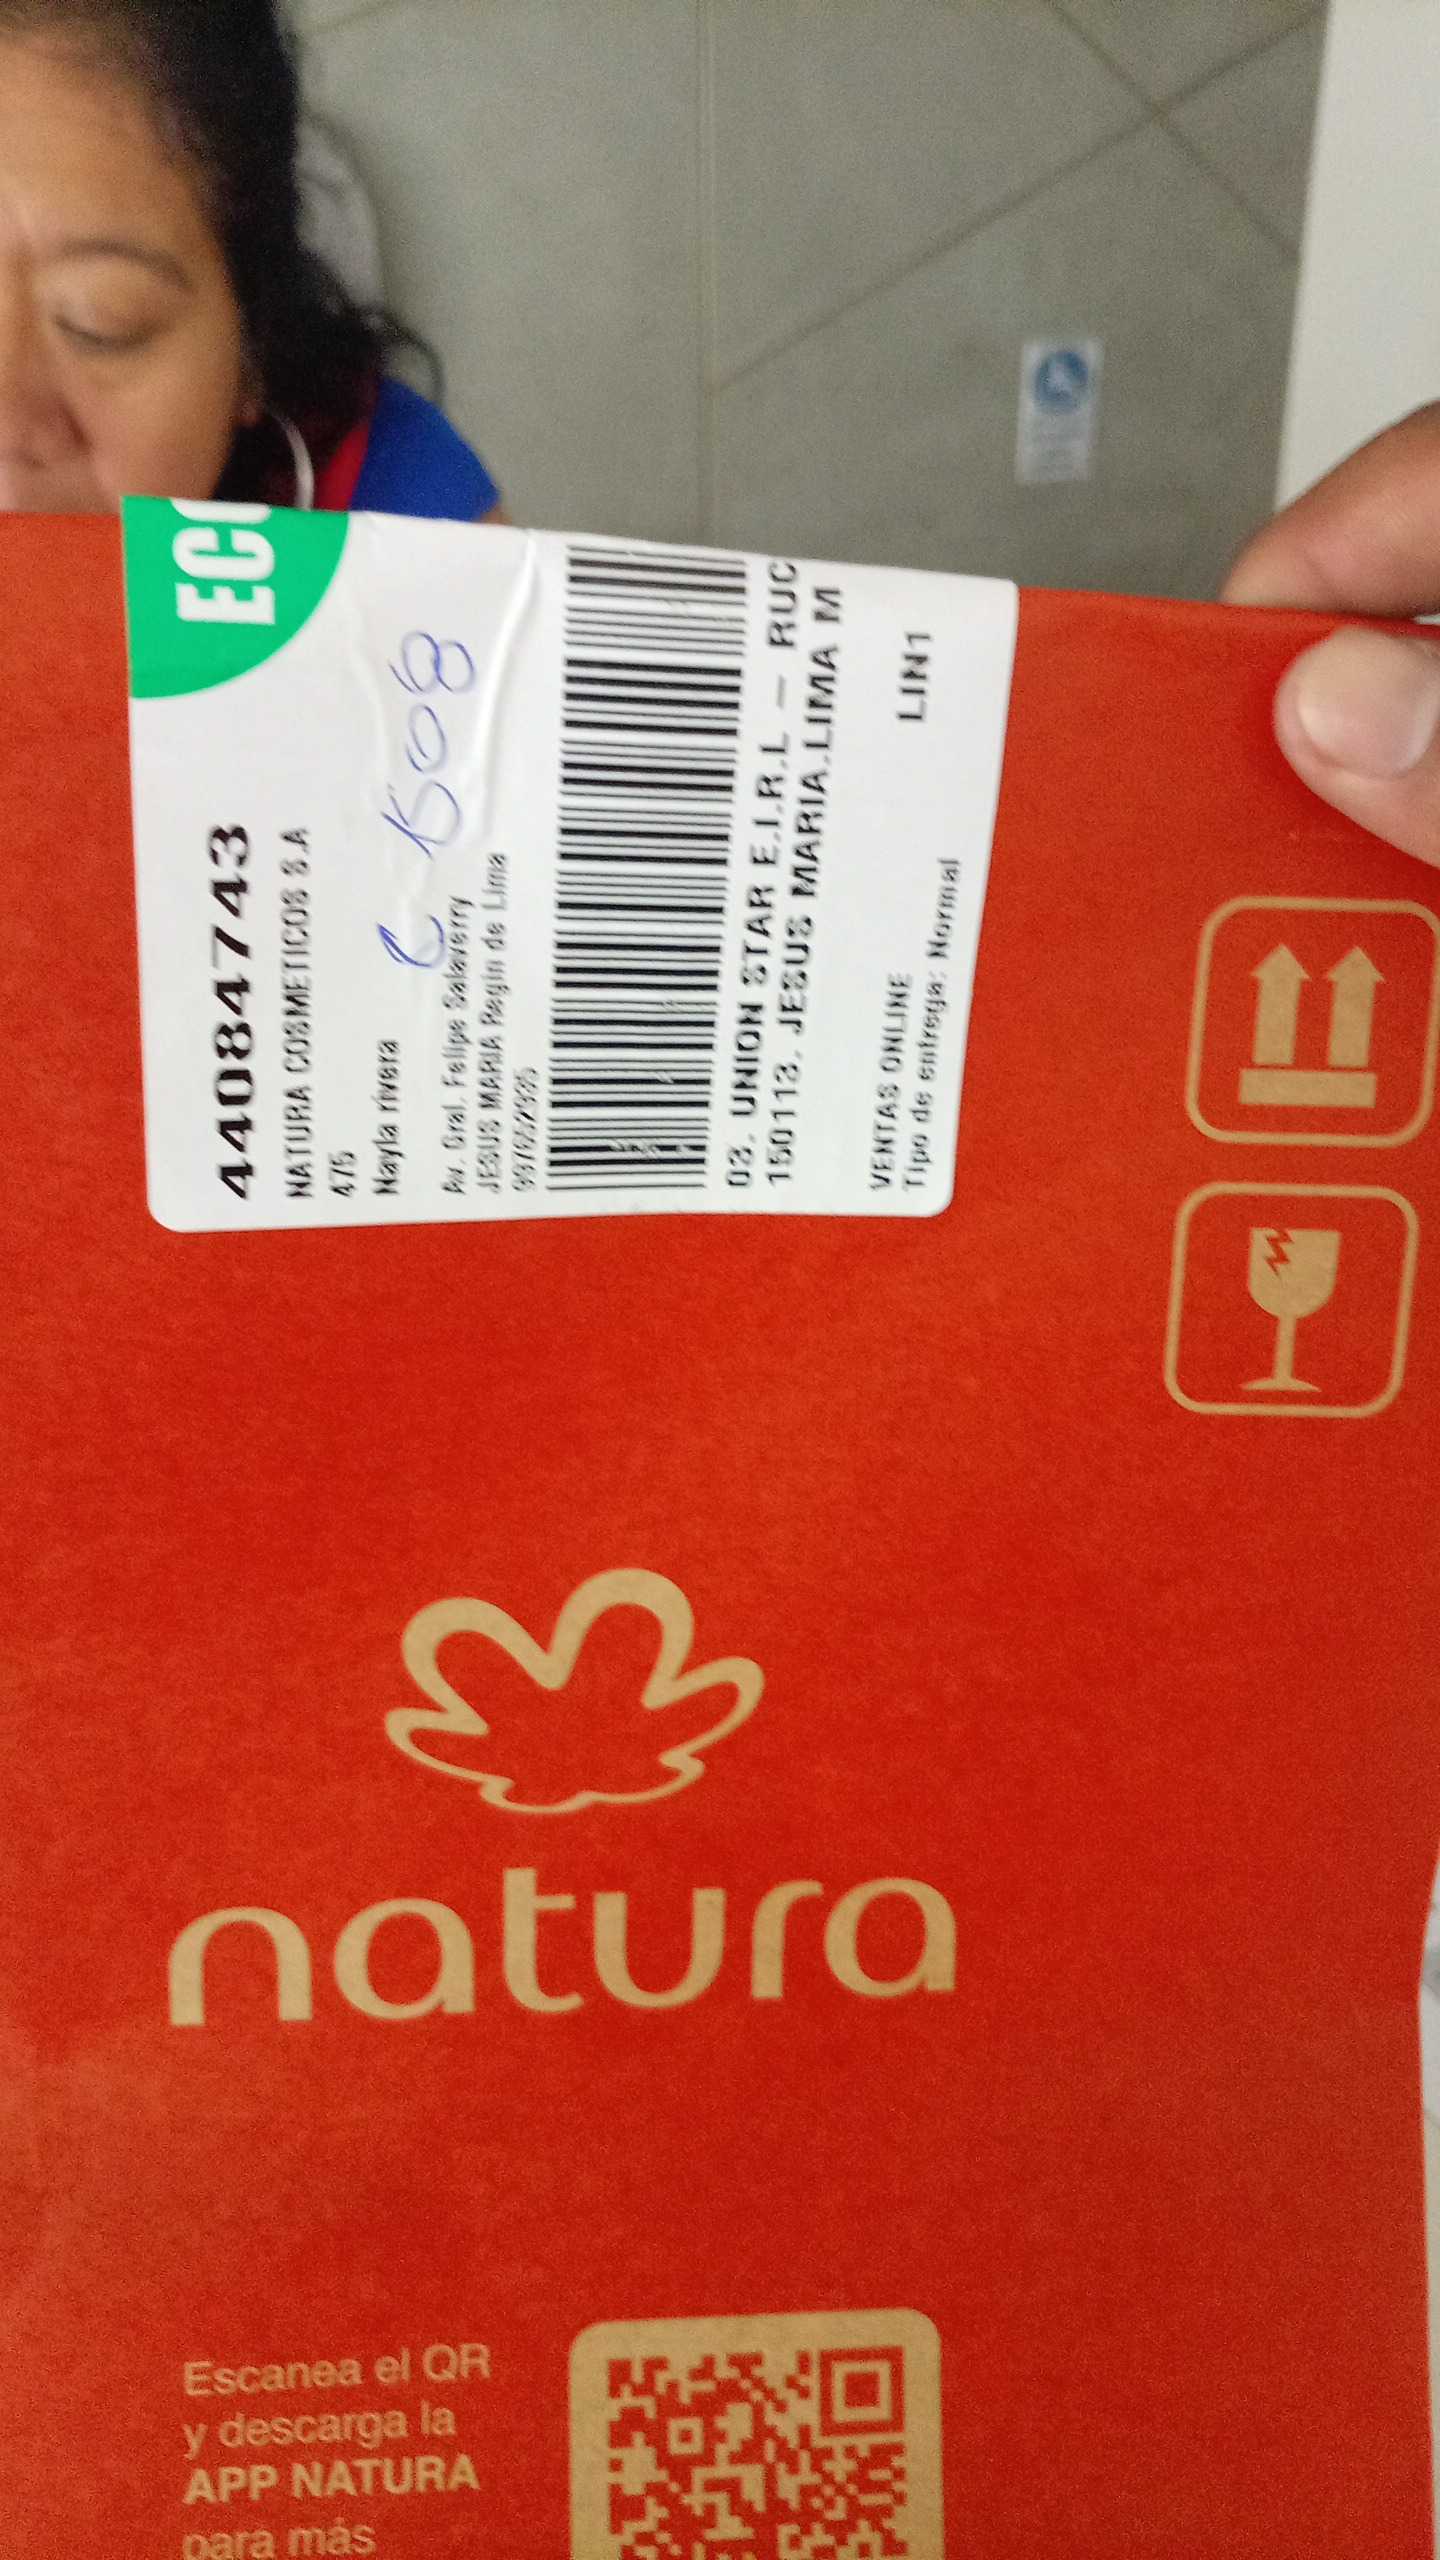 ECO
44084743
NATURA COSMETICOS S.A
475
Nayla rivera
C 1508
Av. Gral. Felipe Salaverry
JESUS MARIA Region de Lima
03. UNION STAR E.I.R.L - RUC
150113. JESUS MARIA.LIMA M
LIN1
VENTAS ONLINE
Tipo de entrega: Normal
natura
Escanea el QR
y descarga la
APP NATURA
para más